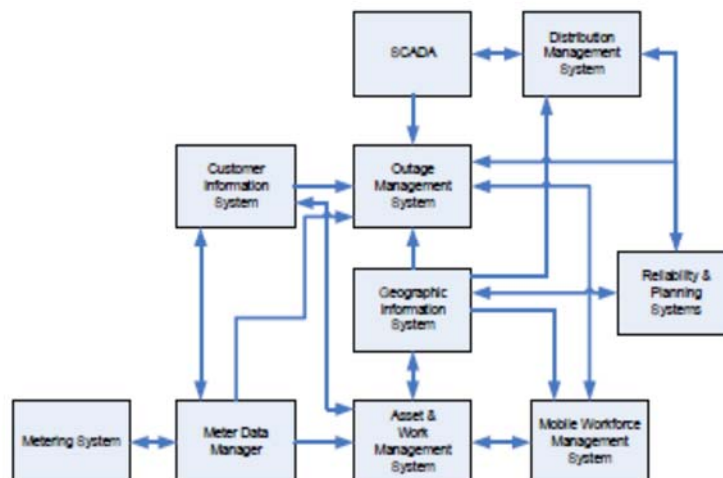 SCADA
Distribution
Management
System
Customer
Information
System
Outage
Management
System
Geographic
Information
System
Reliability &
Planning
Systems
Metering System
Meter Data
Manager
Asset &
Work
Management
System
Mobile Workforce
Management
System